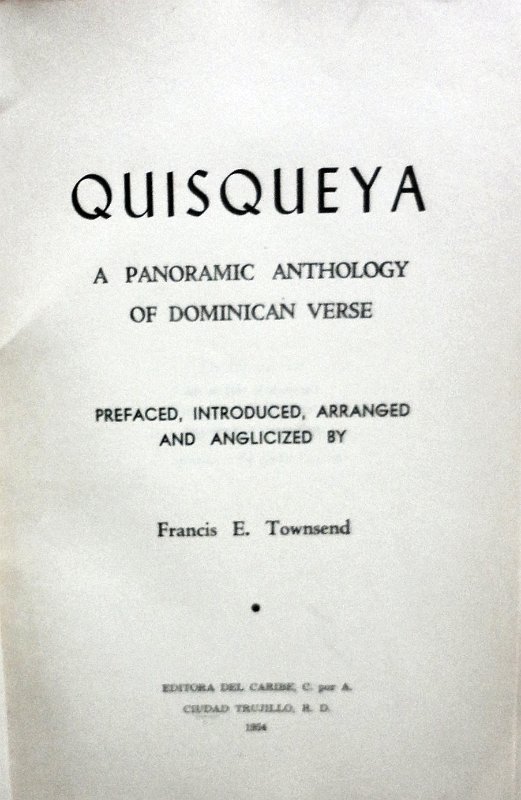 QUISQUEYA
A PANORAMIC ANTHOLOGY
OF DOMINICAN VERSE
PREFACED, INTRODUCED, ARRANGED
AND ANGLICIZED BY
Francis E. Townsend
EDITORA DEL CARIBE, C. por A.
CIUDAD TRUJILLO, R. D.
1954